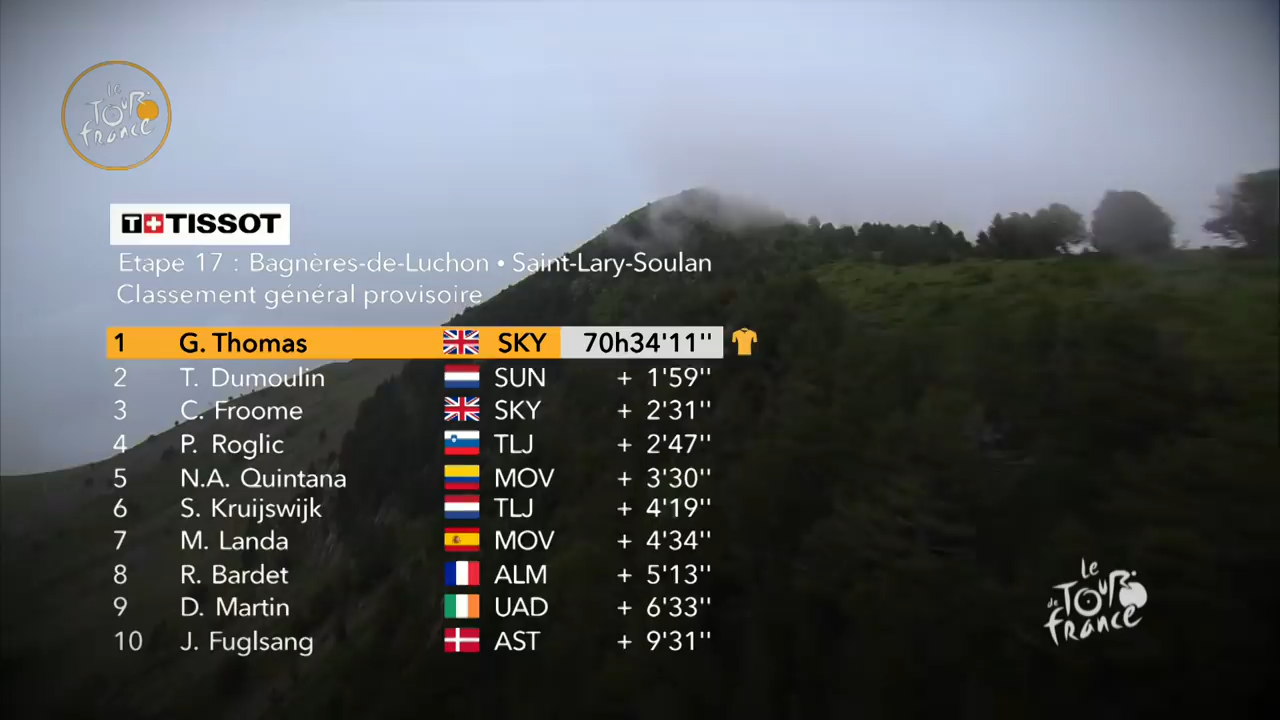 le
TOUR
de
france
T+TISSOT
Etape 17 : Bagnères-de-Luchon • Saint-Lary-Soulan
Classement général provisoire
1 G. Thomas SKY 70h34'11''
2 T. Dumoulin SUN + 1'59''
3 C. Froome SKY + 2'31''
4 P. Roglic TLJ + 2'47''
5 N.A. Quintana MOV + 3'30''
6 S. Kruijswijk TLJ + 4'19''
7 M. Landa MOV + 4'34''
8 R. Bardet ALM + 5'13''
9 D. Martin UAD + 6'33''
10 J. Fuglsang AST + 9'31''
le
de TOUR
france